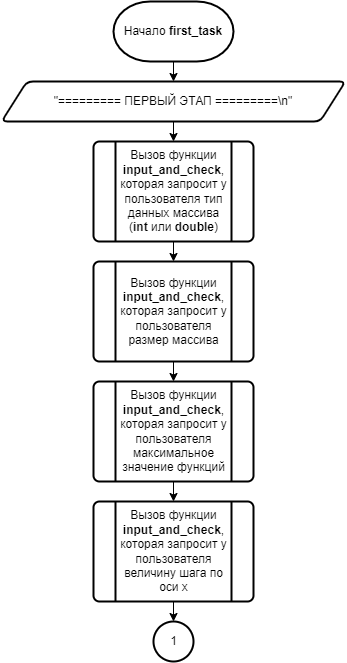 Начало first_task
"========= ПЕРВЫЙ ЭТАП =========\n"
Вызов функции
input_and_check,
которая запросит у
пользователя тип
данных массива
(int или double)
Вызов функции
input_and_check,
которая запросит у
пользователя
размер массива
Вызов функции
input_and_check,
которая запросит у
пользователя
максимальное
значение функций
Вызов функции
input_and_check,
которая запросит у
пользователя
величину шага по
оси x
1